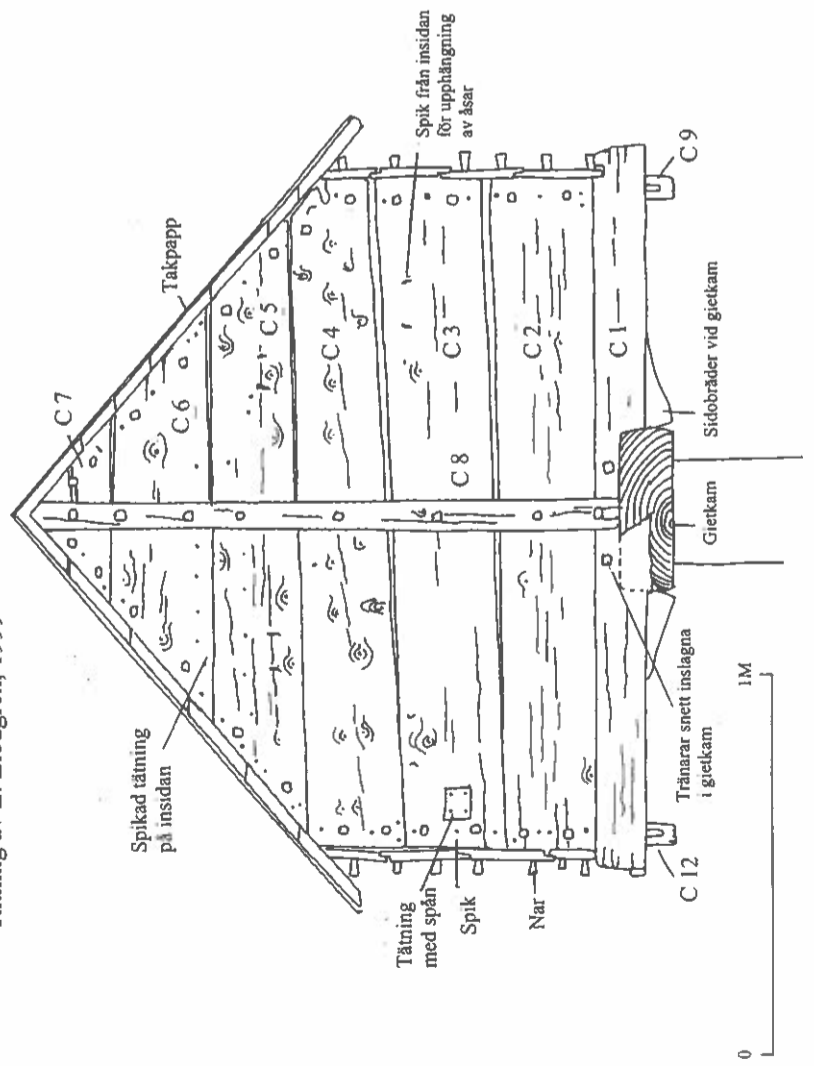 Takpapp
C 7
C 6
C 5
C 4
C 3
C 2
C 1
C 8
C 9
C 12
Spikad tätning
på insidan
Spik från insidan
för upphängning
av åsar
Tätning
med spån
Spik
Nar
Tränarar snett inslagna
i gietkam
Gietkam
Sidobräder vid gietkam
0
1M